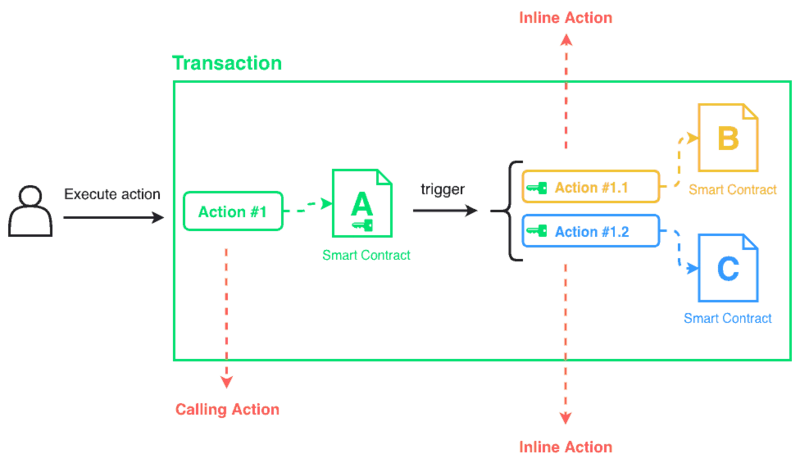 Inline Action
Transaction
Execute action
Action #1
A
Smart Contract
trigger
Action #1.1
Action #1.2
B
Smart Contract
C
Smart Contract
Calling Action
Inline Action